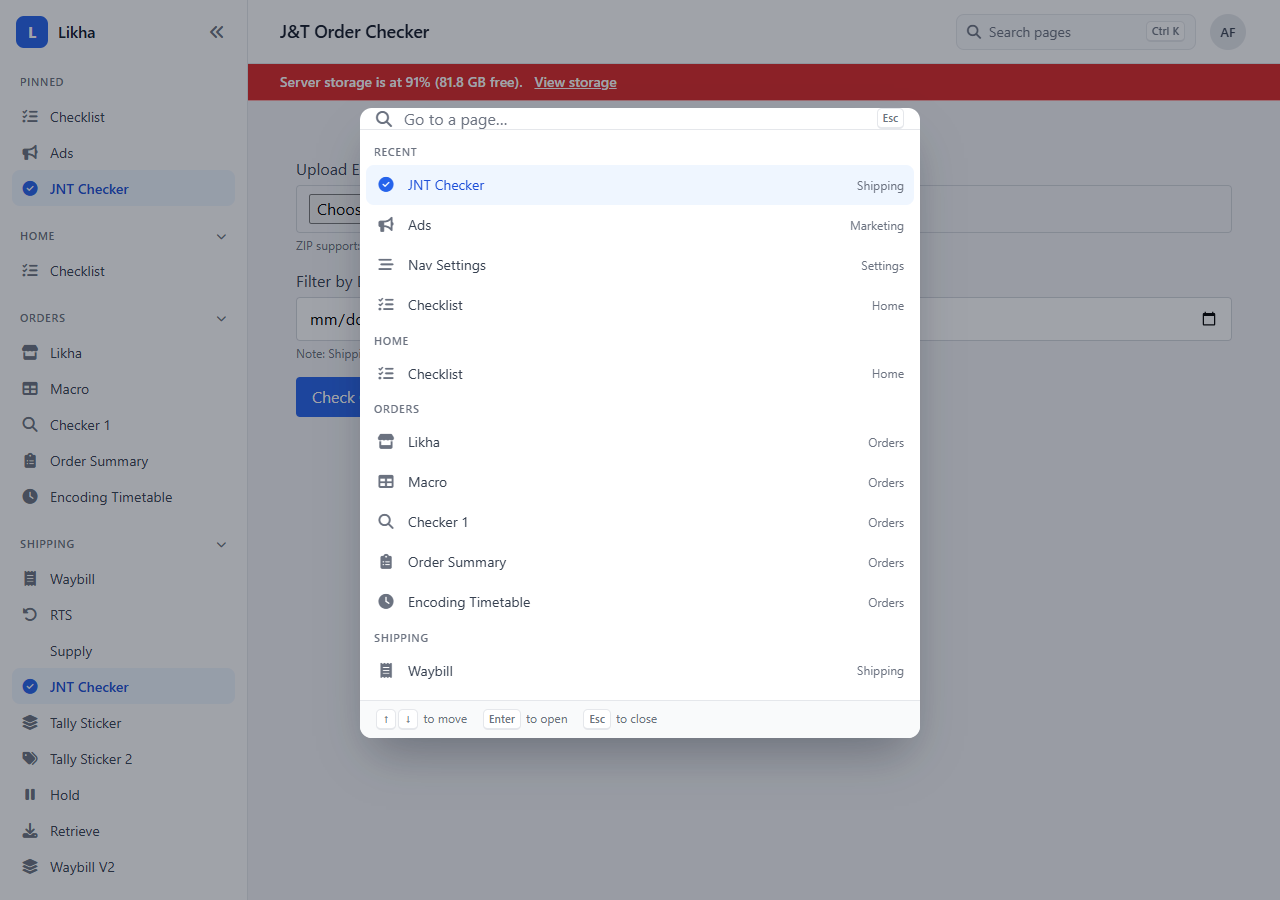 L Likha
J&T Order Checker
Search pages Ctrl K
AF
Server storage is at 91% (81.8 GB free). View storage
PINNED
Checklist
Ads
JNT Checker
HOME
Checklist
ORDERS
Likha
Macro
Checker 1
Order Summary
Encoding Timetable
SHIPPING
Waybill
RTS
Supply
JNT Checker
Tally Sticker
Tally Sticker 2
Hold
Retrieve
Waybill V2
Upload
ZIP support:
Filter by
mm/
Note:
Check
Go to a page... Esc
RECENT
JNT Checker Shipping
Ads Marketing
Nav Settings Settings
Checklist Home
HOME
Checklist Home
ORDERS
Likha Orders
Macro Orders
Checker 1 Orders
Order Summary Orders
Encoding Timetable Orders
SHIPPING
Waybill Shipping
↑ ↓ to move Enter to open Esc to close